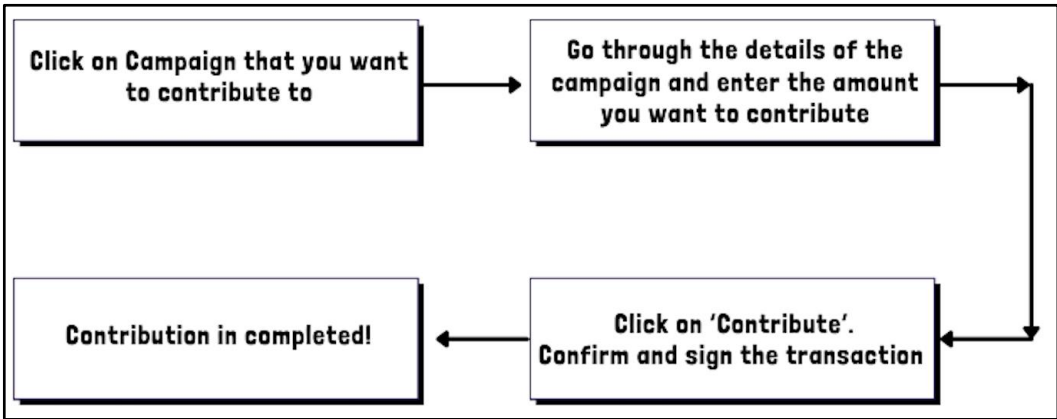 Click on Campaign that you want
to contribute to
Go through the details of the
campaign and enter the amount
you want to contribute
Click on ‘Contribute’.
Confirm and sign the transaction
Contribution in completed!